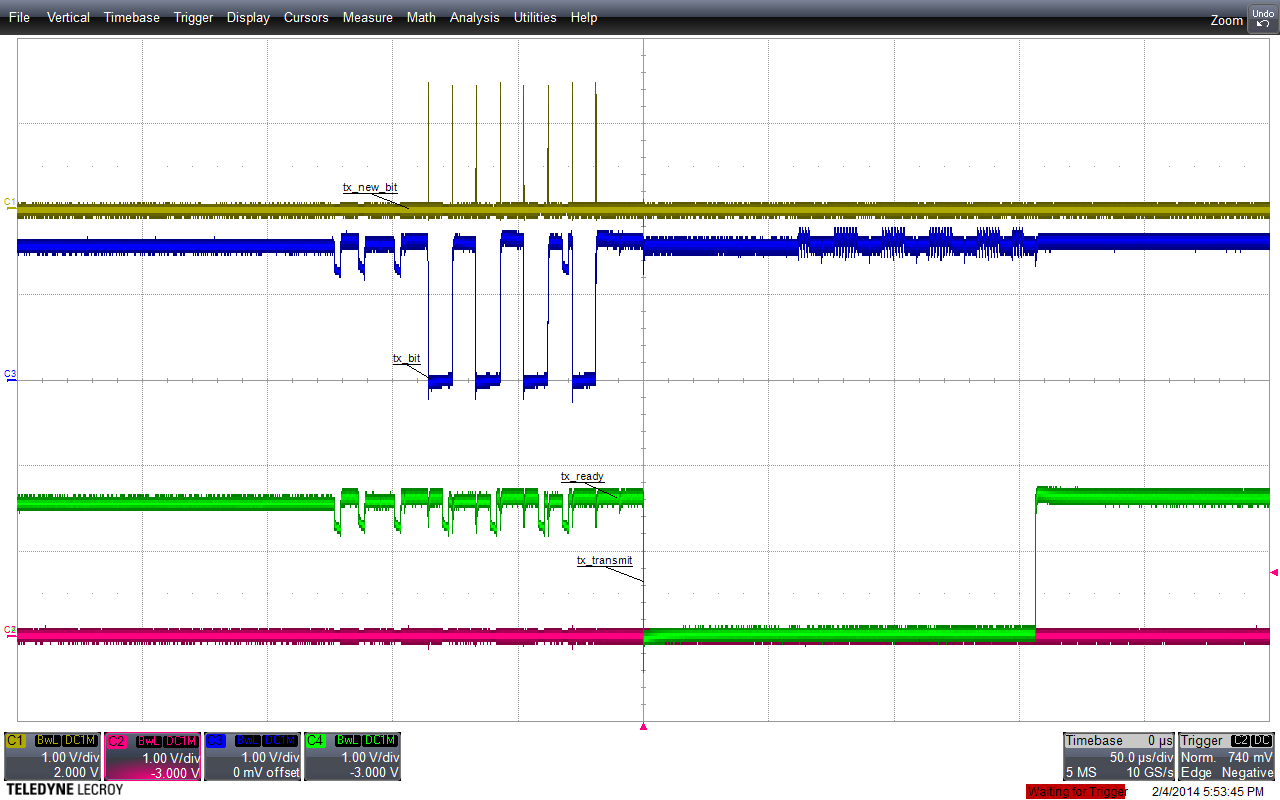 File Vertical Timebase Trigger Display Cursors Measure Math Analysis Utilities Help
Zoom Undo
tx_new_bit
C1
tx_bit
C3
tx_ready
tx_transmit
C2
C1 BwL DC1M
1.00 V/div
2.000 V
C2 BwL DC1M
1.00 V/div
-3.000 V
C3 BwL DC1M
1.00 V/div
0 mV offset
C4 BwL DC1M
1.00 V/div
-3.000 V
Timebase 0 µs
50.0 µs/div
5 MS 10 GS/s
Trigger C2 DC
Norm. 740 mV
Edge Negative
TELEDYNE LECROY
Waiting for Trigger
2/4/2014 5:53:45 PM